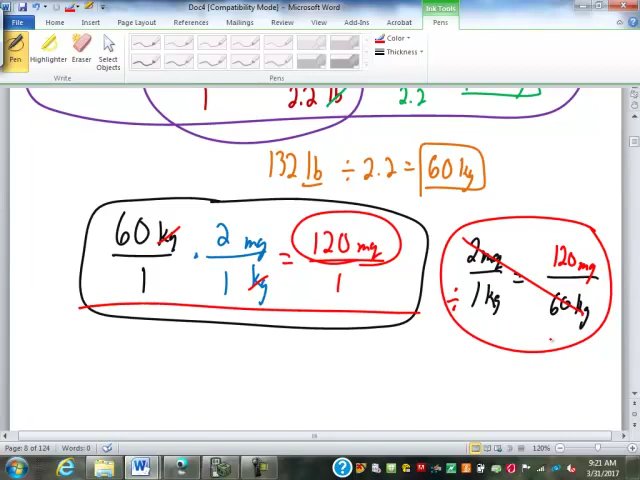 Doc4 [Compatibility Mode] - Microsoft Word
Ink Tools
File Home Insert Page Layout References Mailings Review View Add-Ins Acrobat Pens
Pen Highlighter Eraser Select Objects
Color
Thickness
Write Pens
1 2.2 lb 2.2
132 lb ÷ 2.2 = 60 kg
60 kg / 1 · 2 mg / 1 kg = 120 mg / 1
÷ 2 mg / 1 kg = 120 mg / 60 kg
Page: 8 of 124 Words: 0 120%
9:21 AM
3/31/2017